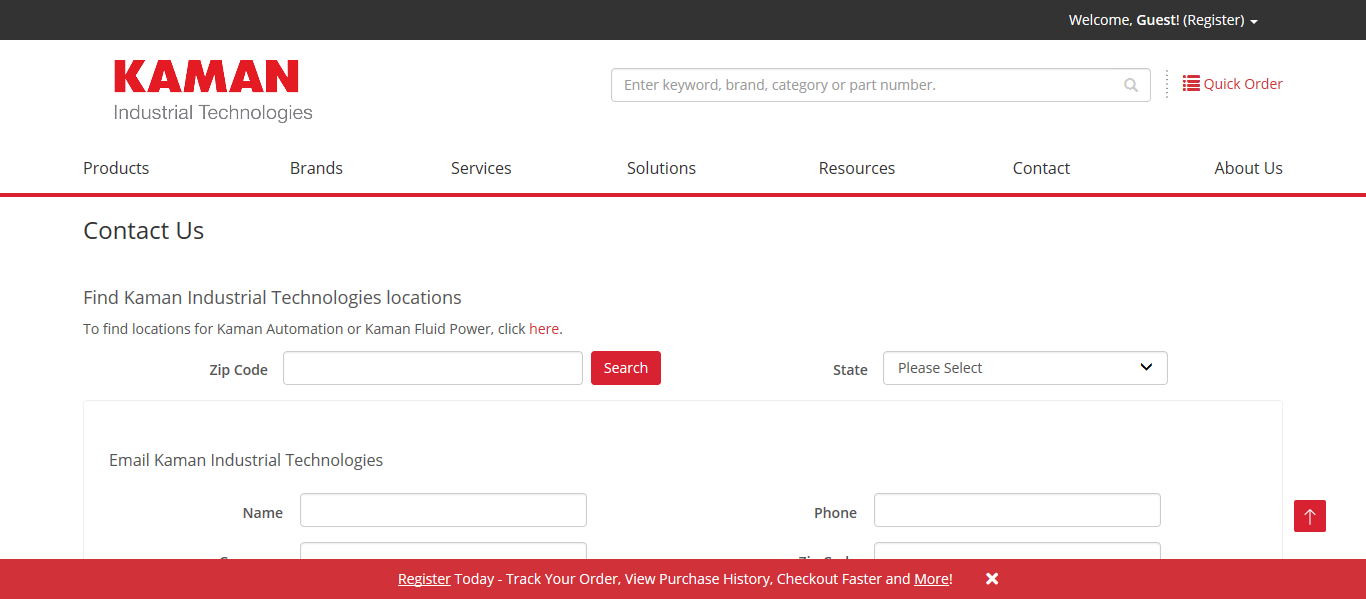 Welcome, Guest! (Register)
KAMAN
Industrial Technologies
Enter keyword, brand, category or part number.
Quick Order
Products Brands Services Solutions Resources Contact About Us
Contact Us
Find Kaman Industrial Technologies locations
To find locations for Kaman Automation or Kaman Fluid Power, click here.
Zip Code Search State Please Select
Email Kaman Industrial Technologies
Name Phone
Register Today - Track Your Order, View Purchase History, Checkout Faster and More!